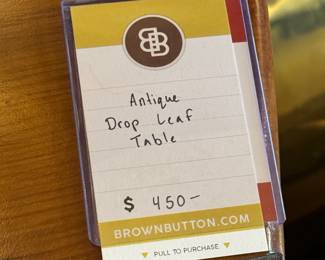 BB
Antique
Drop Leaf
Table
$ 450-
BROWNBUTTON.COM
▼ PULL TO PURCHASE ▼